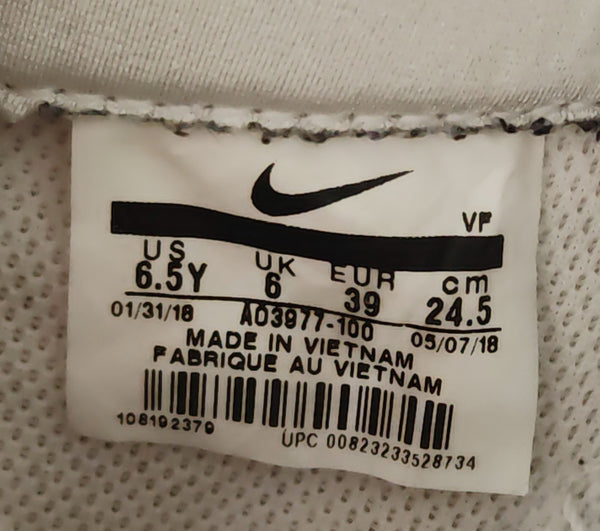 VF
US UK EUR cm
6.5Y 6 39 24.5
01/31/18 AO3977-100 05/07/18
MADE IN VIETNAM
FABRIQUE AU VIETNAM
108192379 UPC 00823233528734